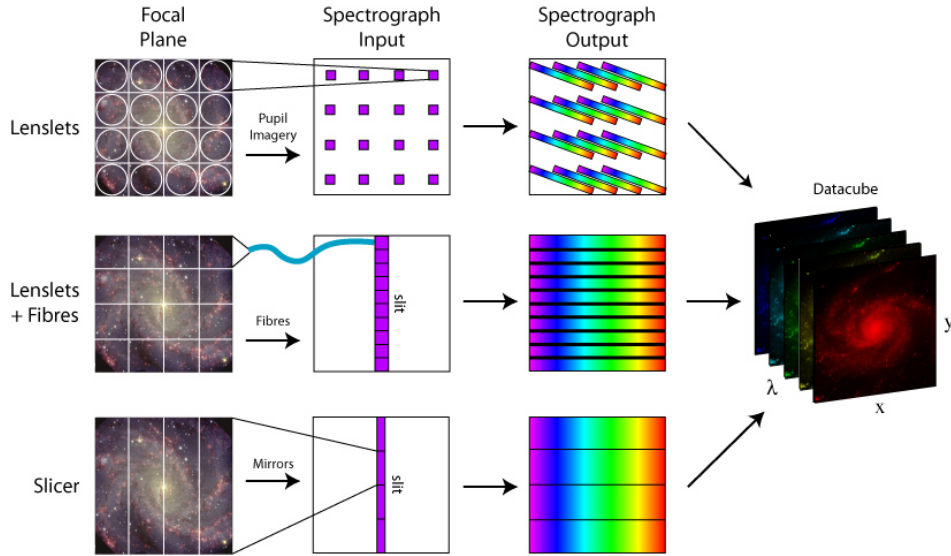 Focal
Plane
Spectrograph
Input
Spectrograph
Output
Lenslets
Pupil
Imagery
Datacube
Lenslets
+ Fibres
Fibres
slit
y
λ
x
Slicer
Mirrors
slit